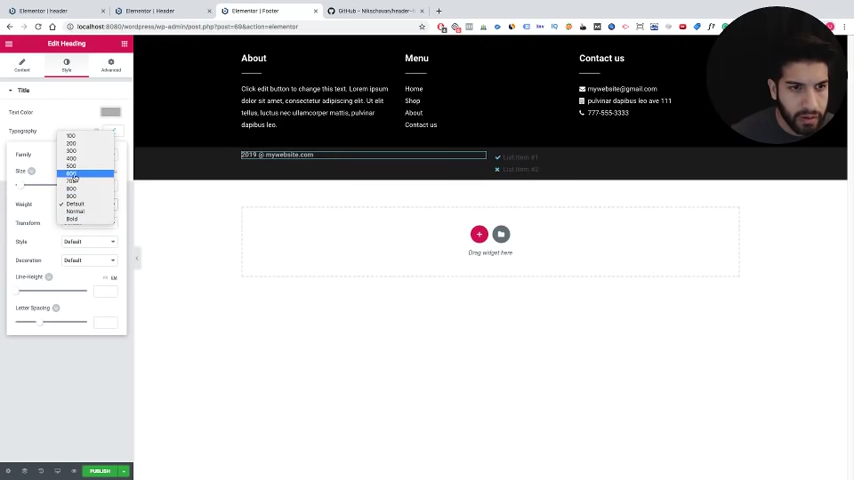 Elementor | header
Elementor | Header
Elementor | Footer
localhost:8080/wordpress/wp-admin/post.php?post=69&action=elementor
Edit Heading
Content
Style
Advanced
Title
Text Color
Typography
100
200
300
400
500
600
800
900
Default
Normal
Bold
Family
Size
Weight
Transform
Style
Default
Decoration
Default
Line-Height
Letter Spacing
PUBLISH
About
Click edit button to change this text. Lorem ipsum
dolor sit amet, consectetur adipiscing elit. Ut elit
tellus, luctus nec ullamcorper mattis, pulvinar
dapibus leo.
Menu
Home
Shop
About
Contact us
Contact us
mywebsite@gmail.com
pulvinar dapibus leo ave 111
777-555-3333
2019 @ mywebsite.com
List Item #1
List Item #2
Drag widget here